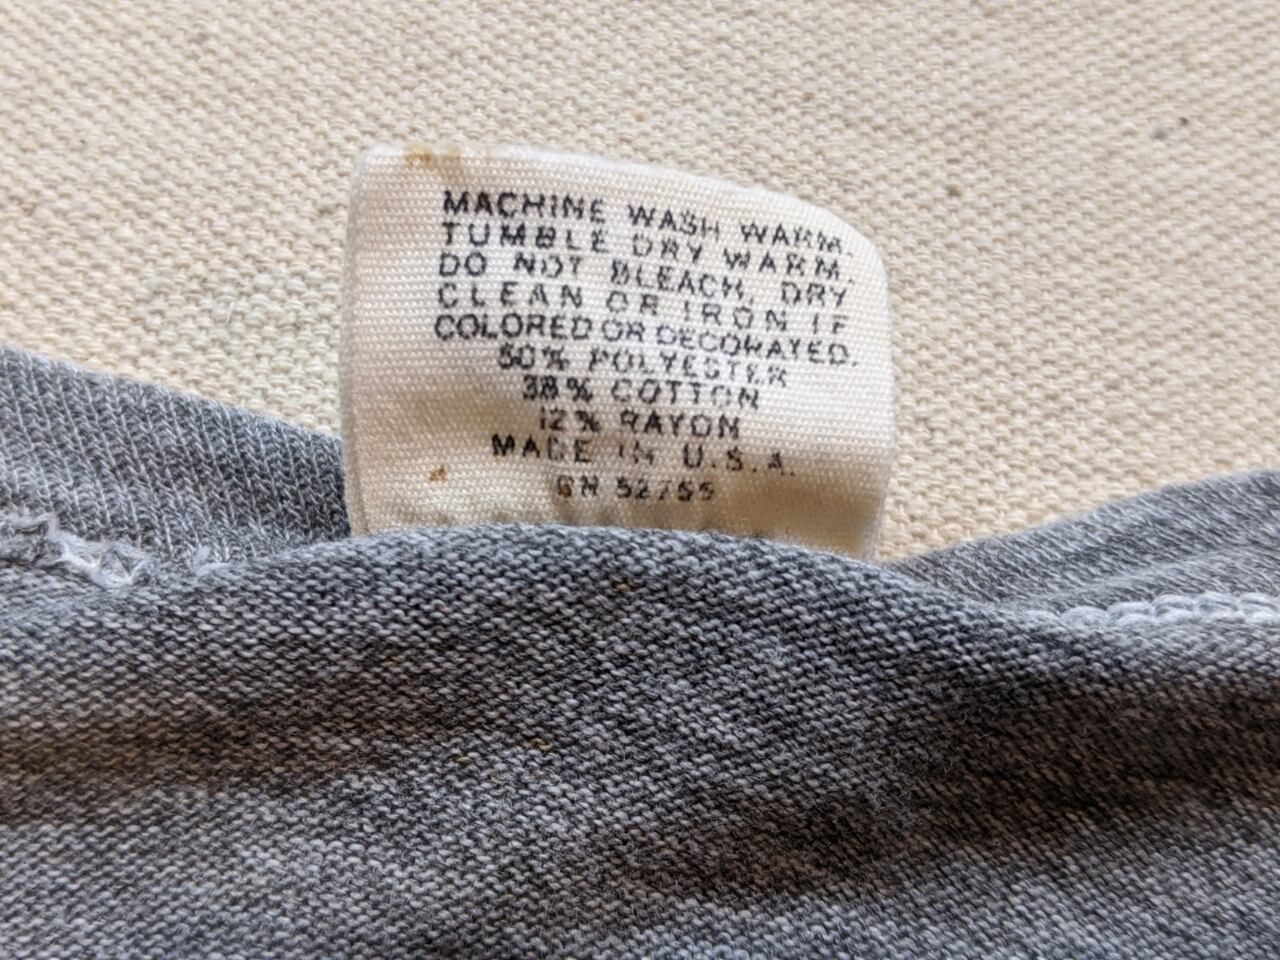 MACHINE WASH WARM.
TUMBLE DRY WARM.
DO NOT BLEACH. DRY
CLEAN OR IRON IF
COLORED OR DECORATED.
50% POLYESTER
38% COTTON
12% RAYON
MADE IN U.S.A.
RN 52755